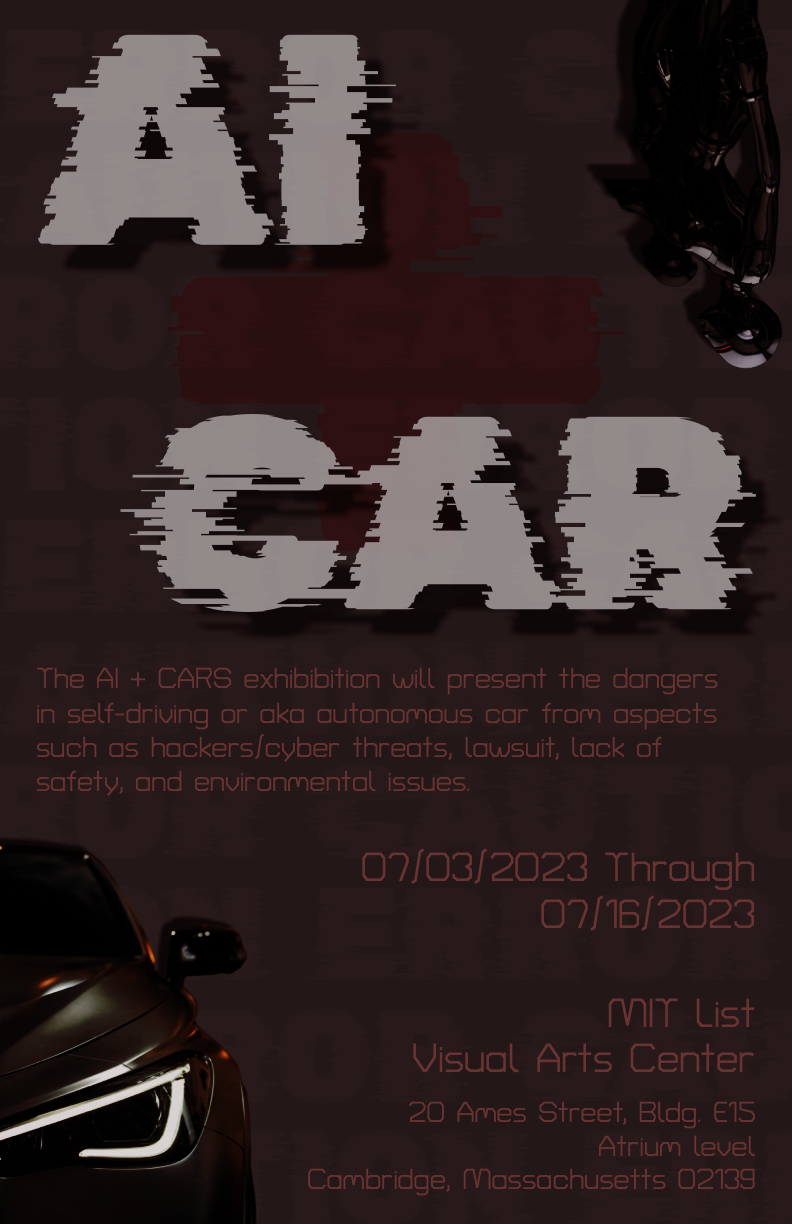 AI
+
CAR
The AI + CARS exhibibition will present the dangers
in self-driving or aka autonomous car from aspects
such as hackers/cyber threats, lawsuit, lack of
safety, and environmental issues.
07/03/2023 Through
07/16/2023
MIT List
Visual Arts Center
20 Ames Street, Bldg. E15
Atrium level
Cambridge, Massachusetts 02139